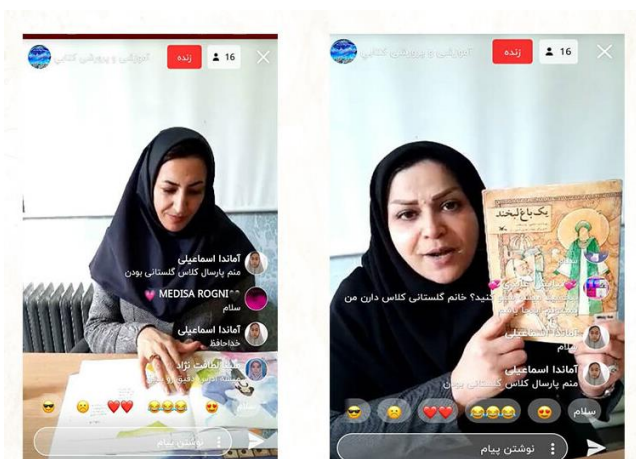 آموزشی و پرورشی کتابی
زنده
16
آماندا اسماعیلی
منم پارسال کلاس گلستانی بودن
MEDISA ROGNI
سلام
آماندا اسماعیلی
خداحافظ
سلام
نوشتن پیام
آموزشی و پرورشی کتابی
زنده
16
یک باغ لبخند
کنید؟ خانم گلستانی کلاس دارن من
آماندا اسماعیلی
سلام
آماندا اسماعیلی
منم پارسال کلاس گلستانی بودن
سلام
نوشتن پیام